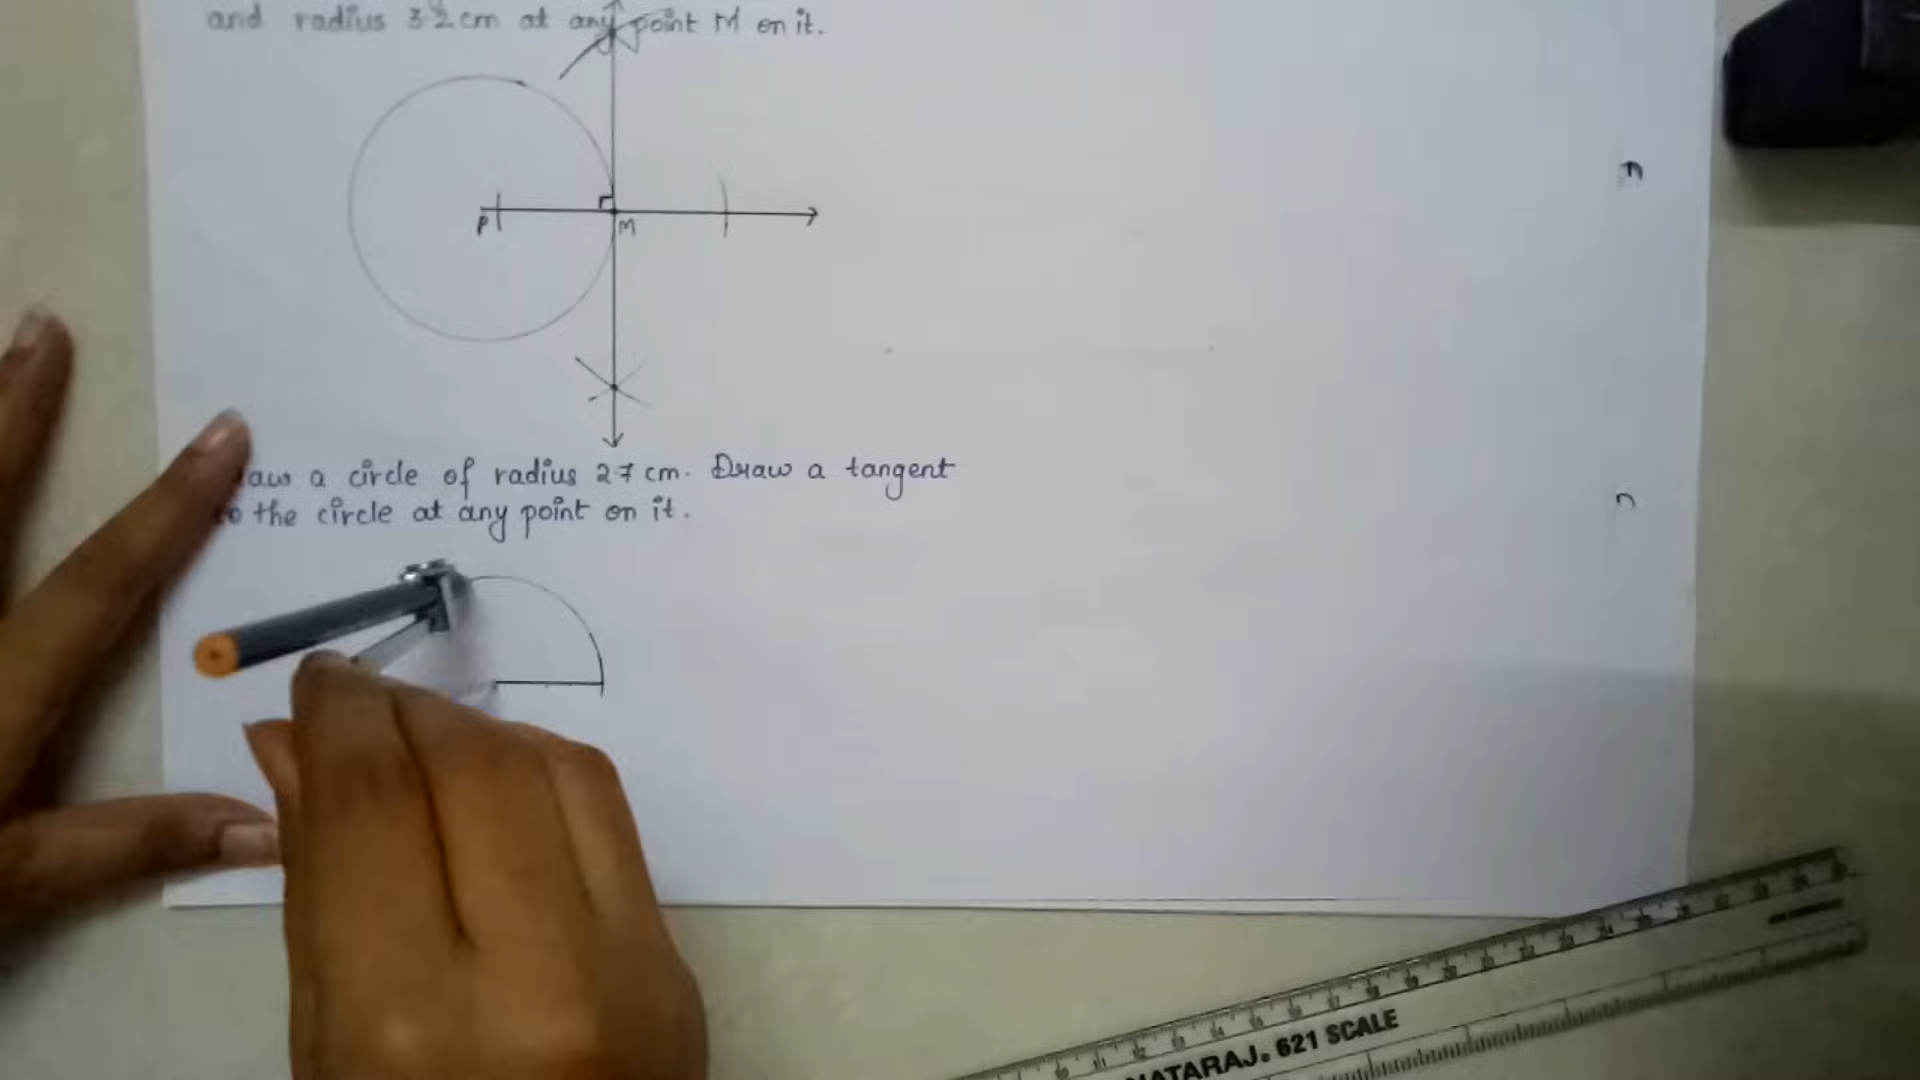 and radius 3.2 cm at any point M on it.
P
M
aw a circle of radius 2.7 cm. Draw a tangent
to the circle at any point on it.
NATARAJ. 621 SCALE